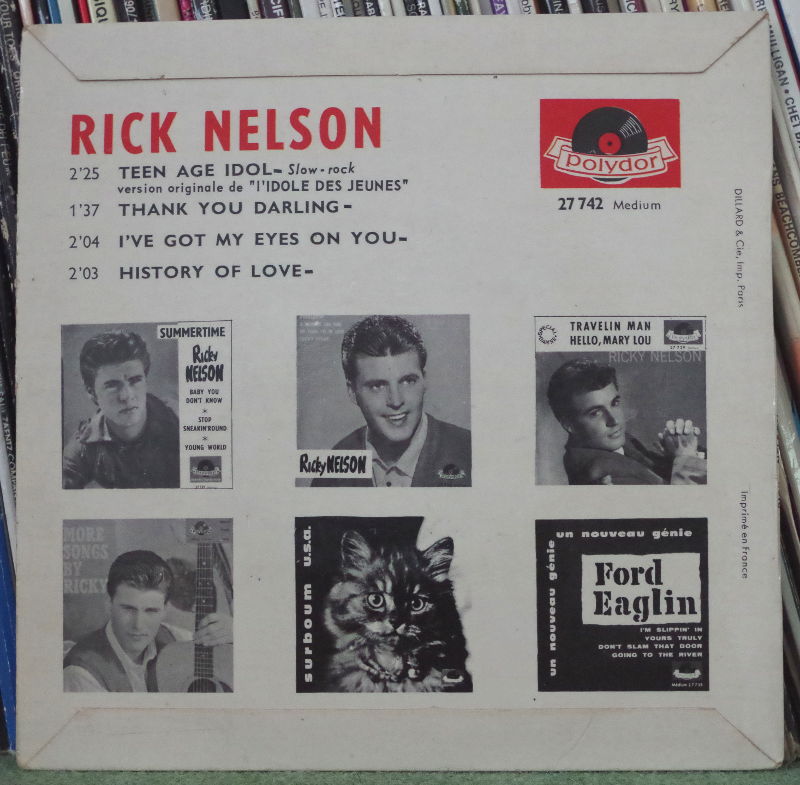 RICK NELSON
2'25 TEEN AGE IDOL- Slow-rock
version originale de "l'IDOLE DES JEUNES"
1'37 THANK YOU DARLING-
2'04 I'VE GOT MY EYES ON YOU-
2'03 HISTORY OF LOVE-
polydor
27 742 Medium
DILLARD & Cie, Imp. Paris
Imprimé en France
SUMMERTIME
Ricky
NELSON
BABY YOU
DON'T KNOW
*
STOP
SNEAKIN'ROUND
*
YOUNG WORLD
Ricky NELSON
TRAVELIN MAN
HELLO, MARY LOU
RICKY NELSON
MORE
SONGS
BY
RICKY
surboum u.s.a.
un nouveau génie
un nouveau génie
Ford
Eaglin
I'M SLIPPIN' IN
YOURS TRULY
DON'T SLAM THAT DOOR
GOING TO THE RIVER
MULLIGAN • CHET